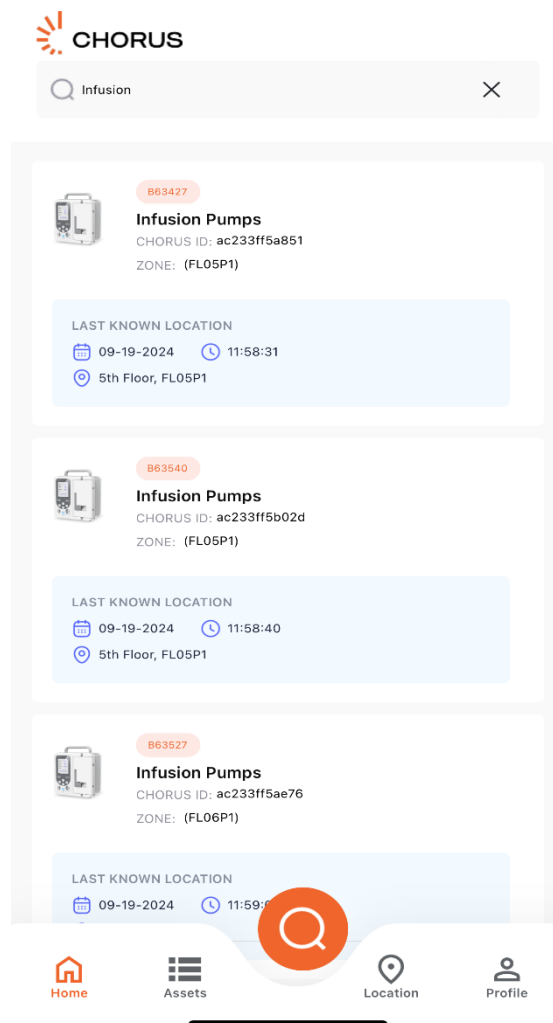 CHORUS
Infusion
B63427
Infusion Pumps
CHORUS ID: ac233ff5a851
ZONE: (FL05P1)
LAST KNOWN LOCATION
09-19-2024 11:58:31
5th Floor, FL05P1
B63540
Infusion Pumps
CHORUS ID: ac233ff5b02d
ZONE: (FL05P1)
LAST KNOWN LOCATION
09-19-2024 11:58:40
5th Floor, FL05P1
B63527
Infusion Pumps
CHORUS ID: ac233ff5ae76
ZONE: (FL06P1)
LAST KNOWN LOCATION
09-19-2024 11:59:
Home Assets Location Profile